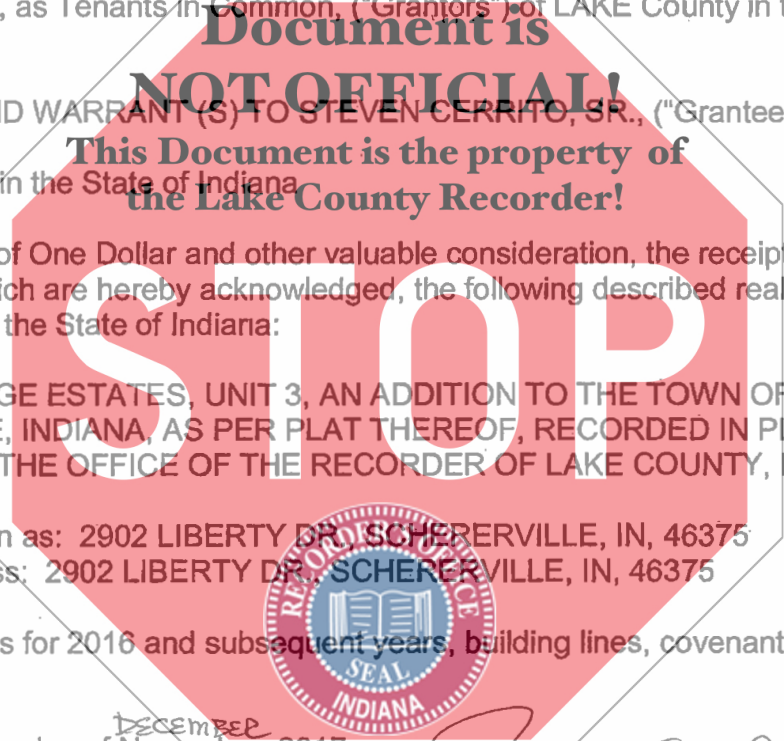 , as Tenants in Common, ("Grantors") of LAKE County in t
Document is
NOT OFFICIAL!
ND WARRANT (S) TO STEVEN CERRITO, SR., ("Grantee
This Document is the property of
in the State of Indiana
the Lake County Recorder!
of One Dollar and other valuable consideration, the receip
ich are hereby acknowledged, the following described real
the State of Indiana:
STOP
GE ESTATES, UNIT 3, AN ADDITION TO THE TOWN OF
E, INDIANA, AS PER PLAT THEREOF, RECORDED IN PL
THE OFFICE OF THE RECORDER OF LAKE COUNTY,
n as: 2902 LIBERTY DR., SCHERERVILLE, IN, 46375
ss: 2902 LIBERTY DR., SCHERERVILLE, IN, 46375
RECORDER'S OFFICE
s for 2016 and subsequent years, building lines, covenant
SEAL
INDIANA
DECEMBER